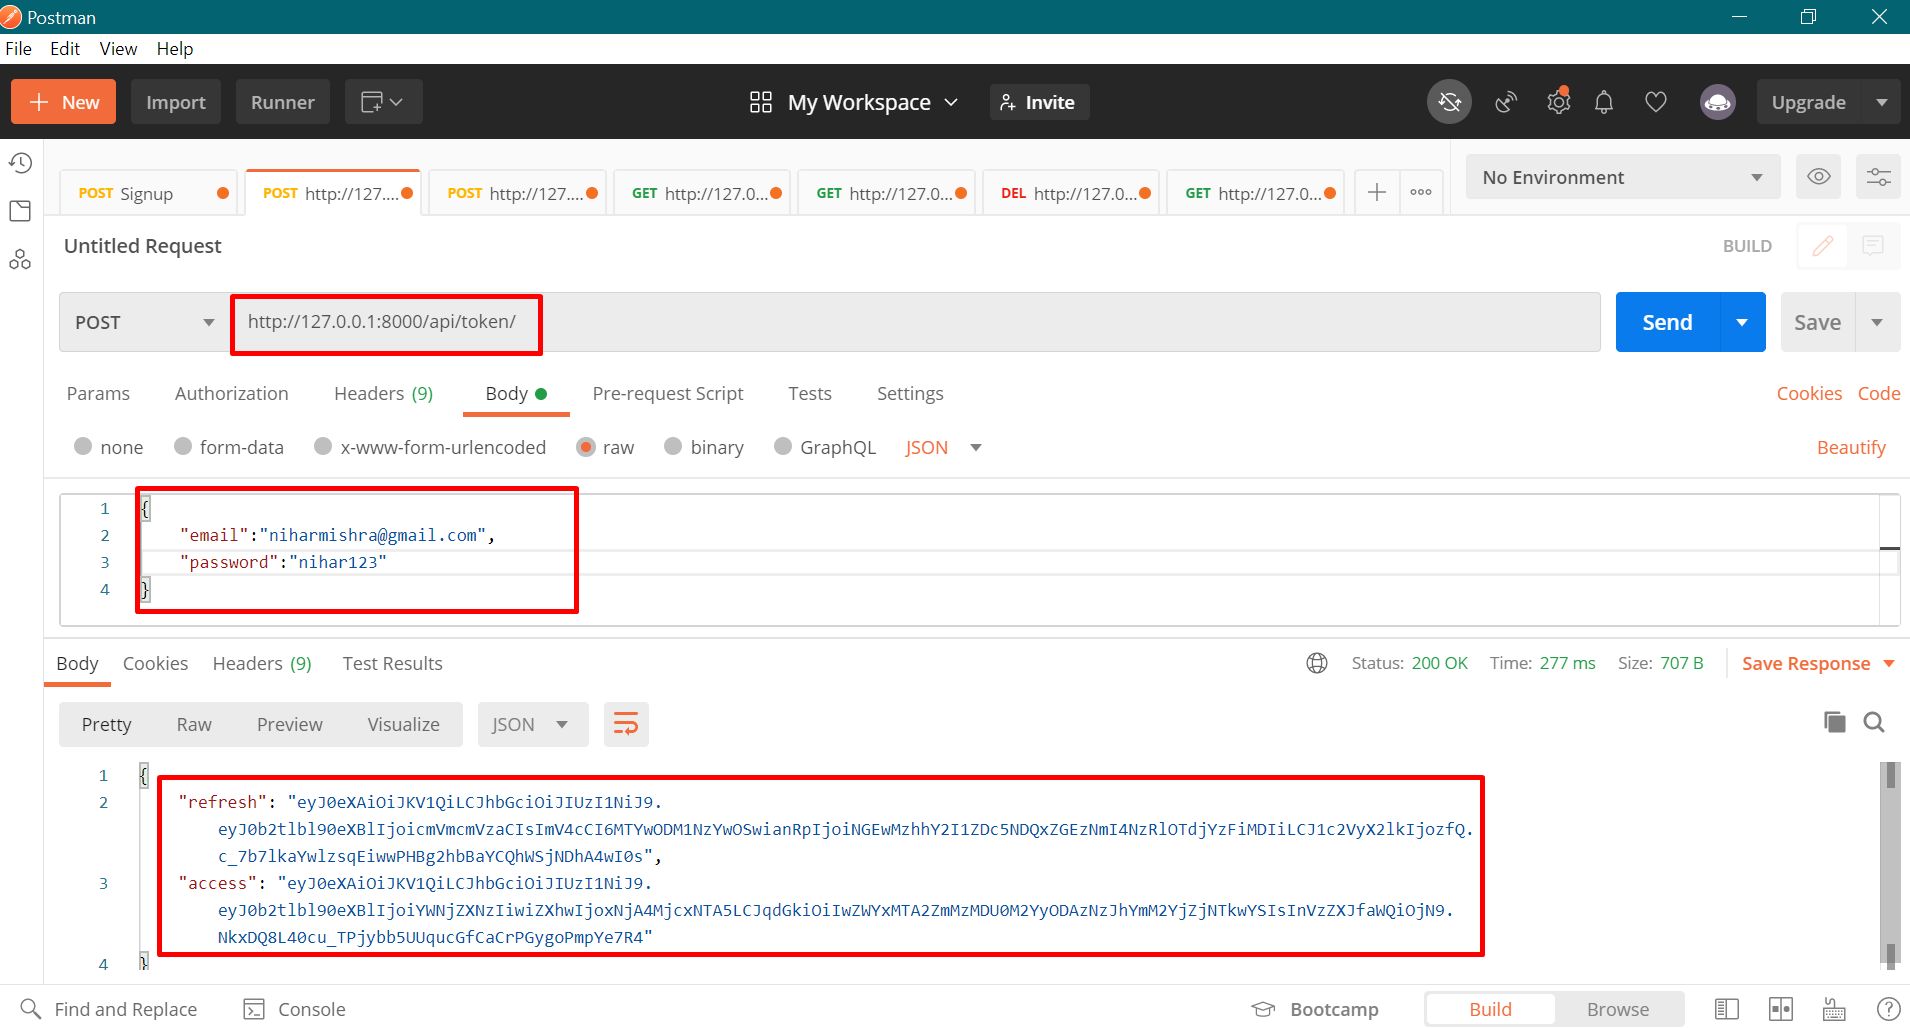 Postman
File Edit View Help
+ New Import Runner My Workspace Invite Upgrade
POST Signup POST http://127.... POST http://127.... GET http://127.0... GET http://127.0... DEL http://127.0... GET http://127.0... No Environment
Untitled Request BUILD
POST http://127.0.0.1:8000/api/token/ Send Save
Params Authorization Headers (9) Body Pre-request Script Tests Settings Cookies Code
none form-data x-www-form-urlencoded raw binary GraphQL JSON Beautify
1 {
2 "email":"niharmishra@gmail.com",
3 "password":"nihar123"
4 }
Body Cookies Headers (9) Test Results Status: 200 OK Time: 277 ms Size: 707 B Save Response
Pretty Raw Preview Visualize JSON
1 {
2 "refresh": "eyJ0eXAiOiJKV1QiLCJhbGciOiJIUzI1NiJ9.
eyJ0b2tlbl90eXBlIjoicmVmcmVzaCIsImV4cCI6MTYwODM1NzYwOSwianRpIjoiNGEwMzhhY2I1ZDc5NDQxZGEzNmI4NzRlOTdjYzFiMDIiLCJ1c2VyX2lkIjozfQ.
c_7b7lkaYwlzsqEiwwPHBg2hbBaYCQhWSjNDhA4wI0s",
3 "access": "eyJ0eXAiOiJKV1QiLCJhbGciOiJIUzI1NiJ9.
eyJ0b2tlbl90eXBlIjoiYWNjZXNzIiwiZXhwIjoxNjA4MjcxNTA5LCJqdGkiOiIwZWYxMTA2ZmMzMDU0M2YyODAzNzJhYmM2YjZjNTkwYSIsInVzZXJfaWQiOjN9.
NkxDQ8L40cu_TPjybb5UUqucGfCaCrPGygoPmpYe7R4"
4 }
Find and Replace Console Bootcamp Build Browse